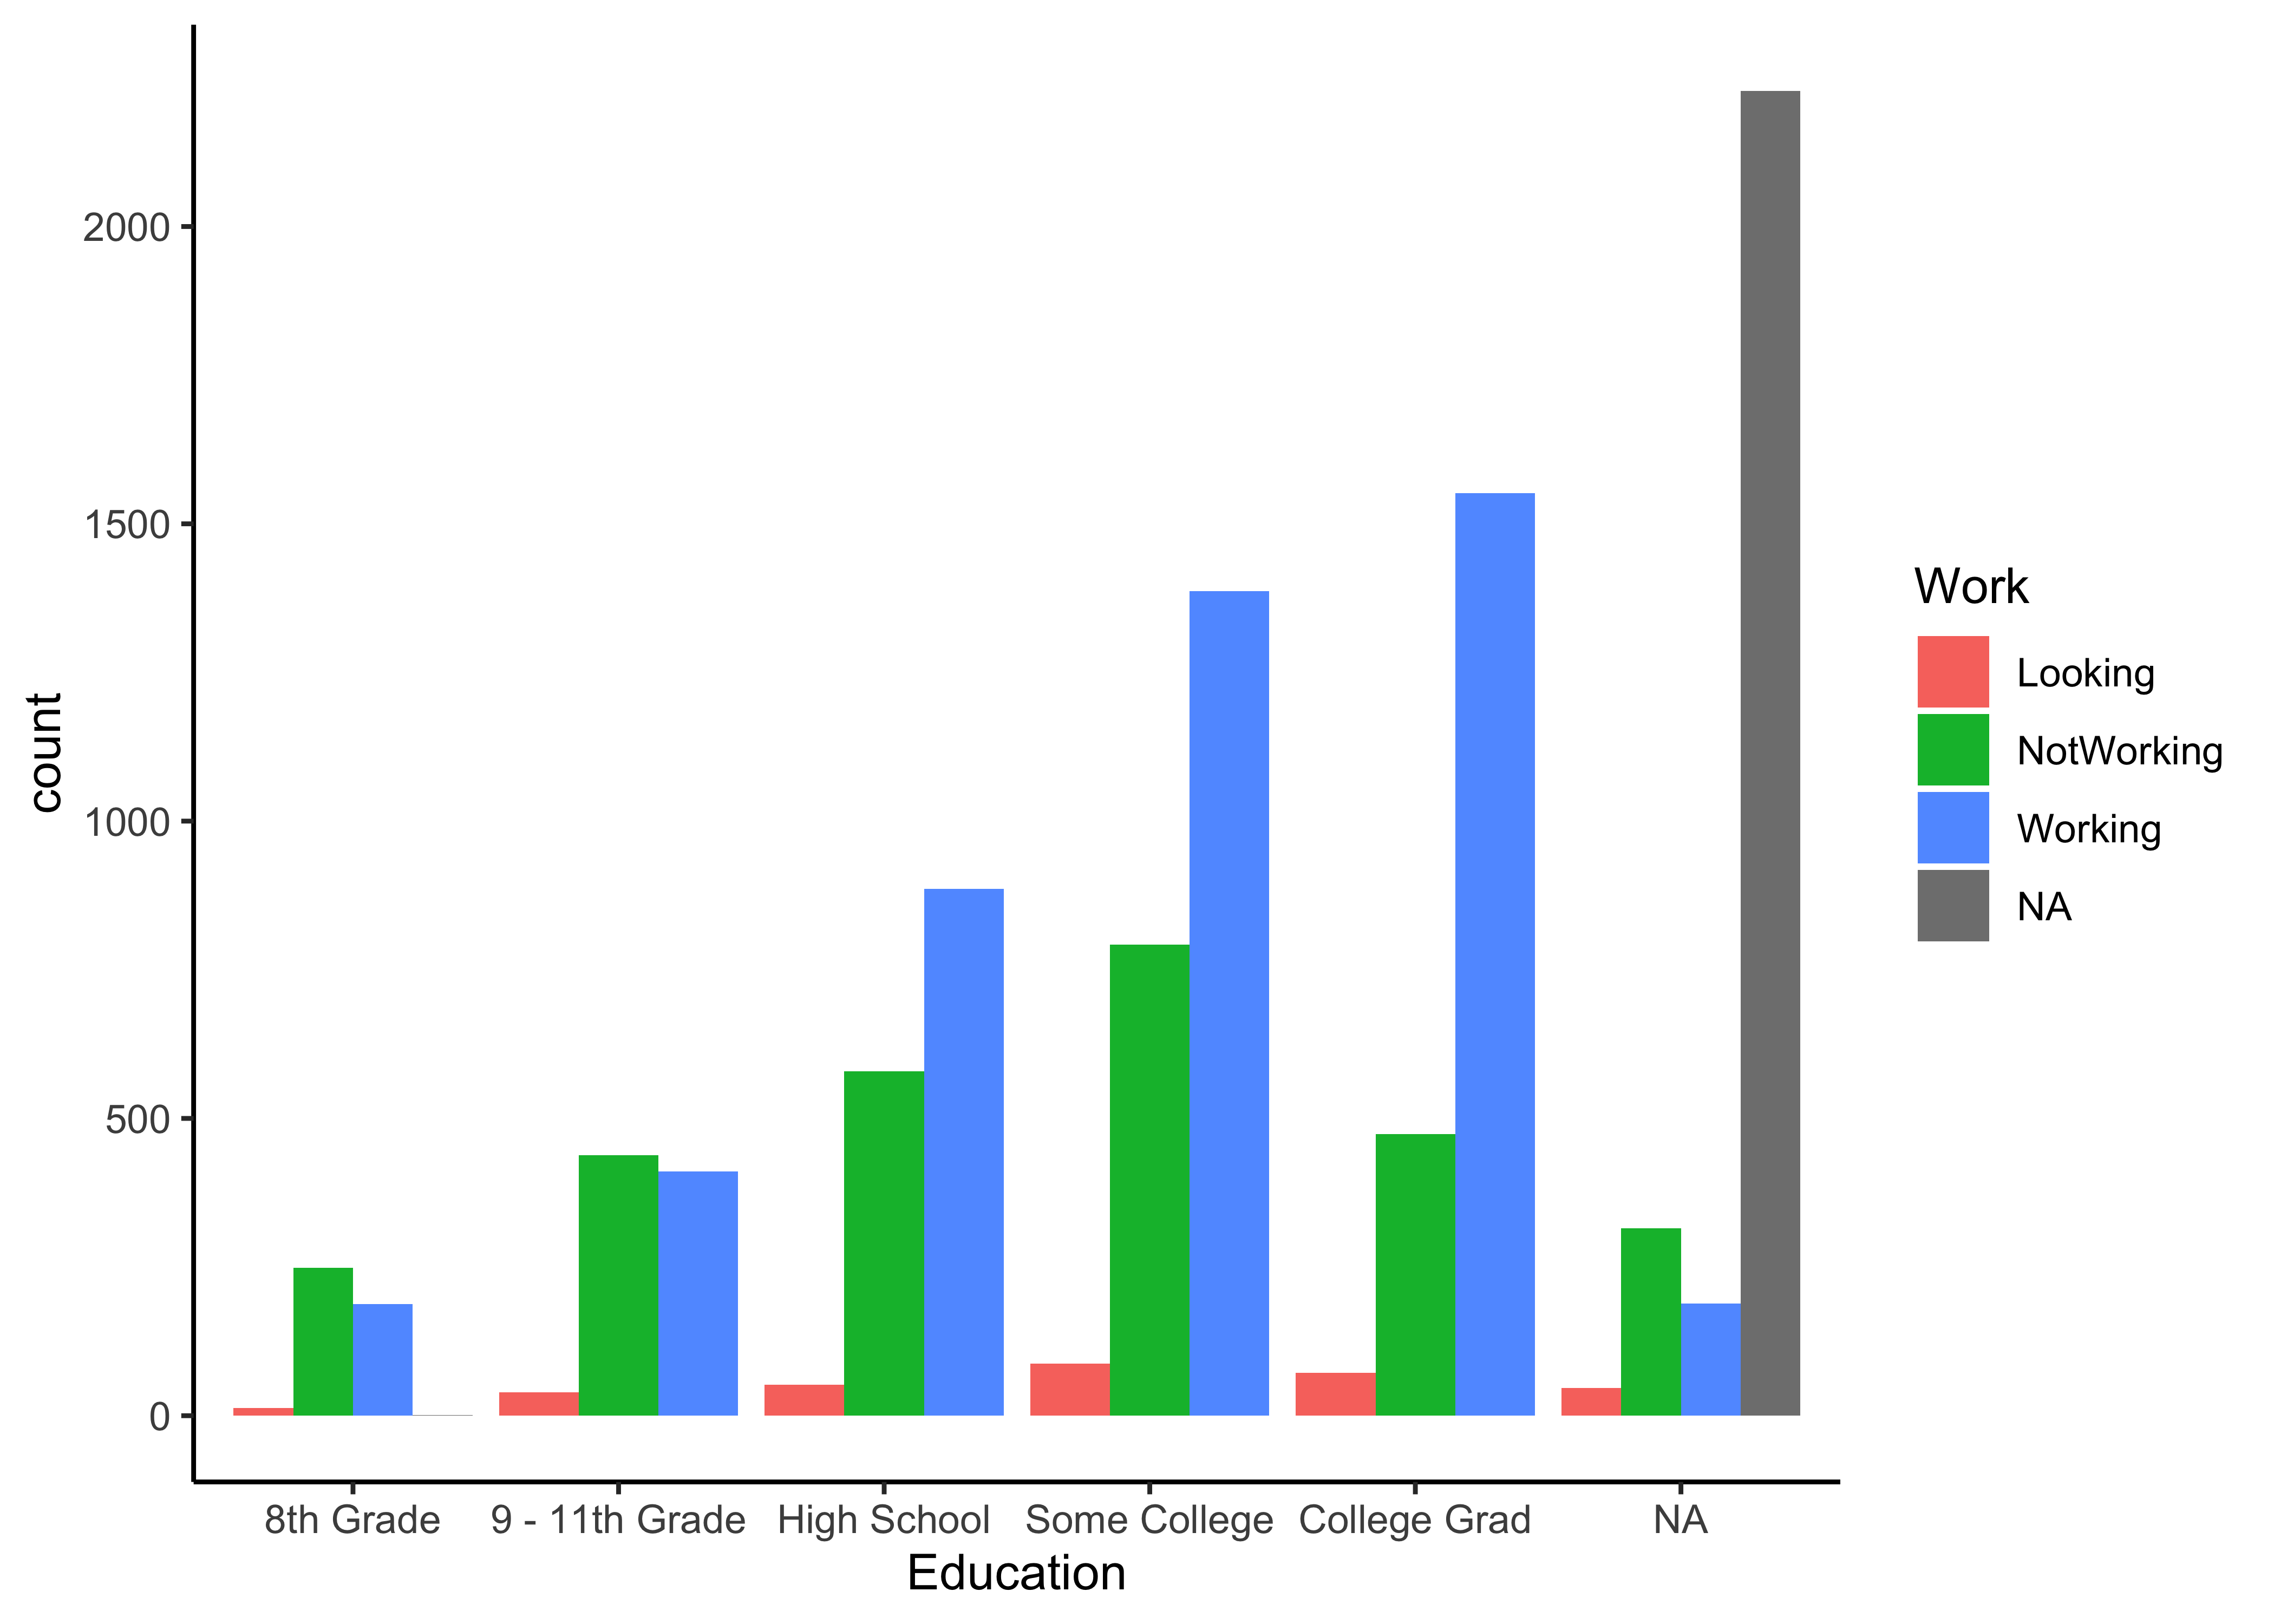 2000
1500
1000
500
0
count
8th Grade
9 - 11th Grade
High School
Some College
College Grad
NA
Education
Work
Looking
NotWorking
Working
NA